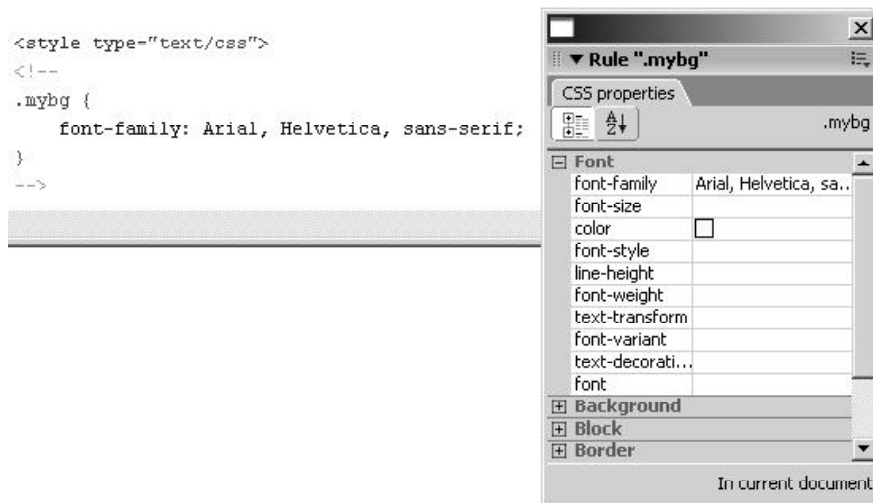 <style type="text/css">
<!--
.mybg {
font-family: Arial, Helvetica, sans-serif;
}
-->
Rule ".mybg"
CSS properties
AZ .mybg
Font
font-family Arial, Helvetica, sa...
font-size
color
font-style
line-height
font-weight
text-transform
font-variant
text-decorati...
font
Background
Block
Border
In current document